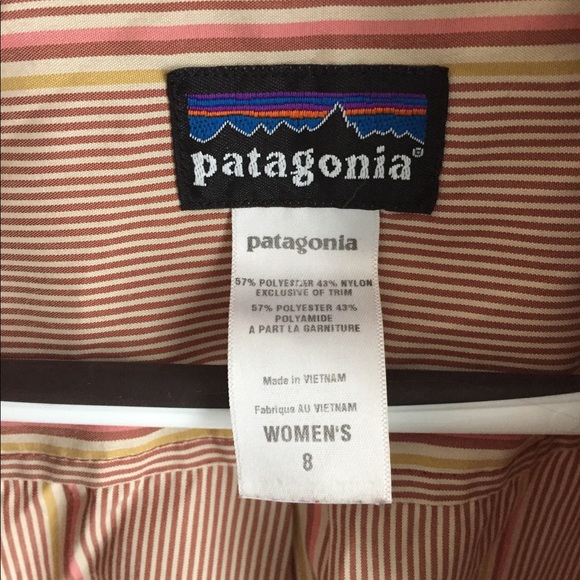 patagonia®
patagonia
57% POLYESTER 43% NYLON
EXCLUSIVE OF TRIM
57% POLYESTER 43%
POLYAMIDE
A PART LA GARNITURE
Made in VIETNAM
Fabrique AU VIETNAM
WOMEN'S
8